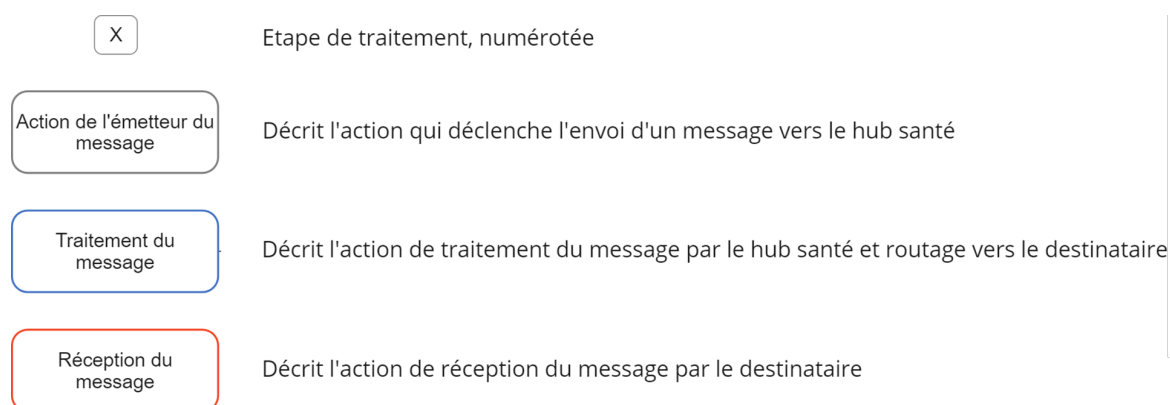 X
Etape de traitement, numérotée
Action de l'émetteur du
message
Décrit l'action qui déclenche l'envoi d'un message vers le hub santé
Traitement du
message
Décrit l'action de traitement du message par le hub santé et routage vers le destinataire
Réception du
message
Décrit l'action de réception du message par le destinataire